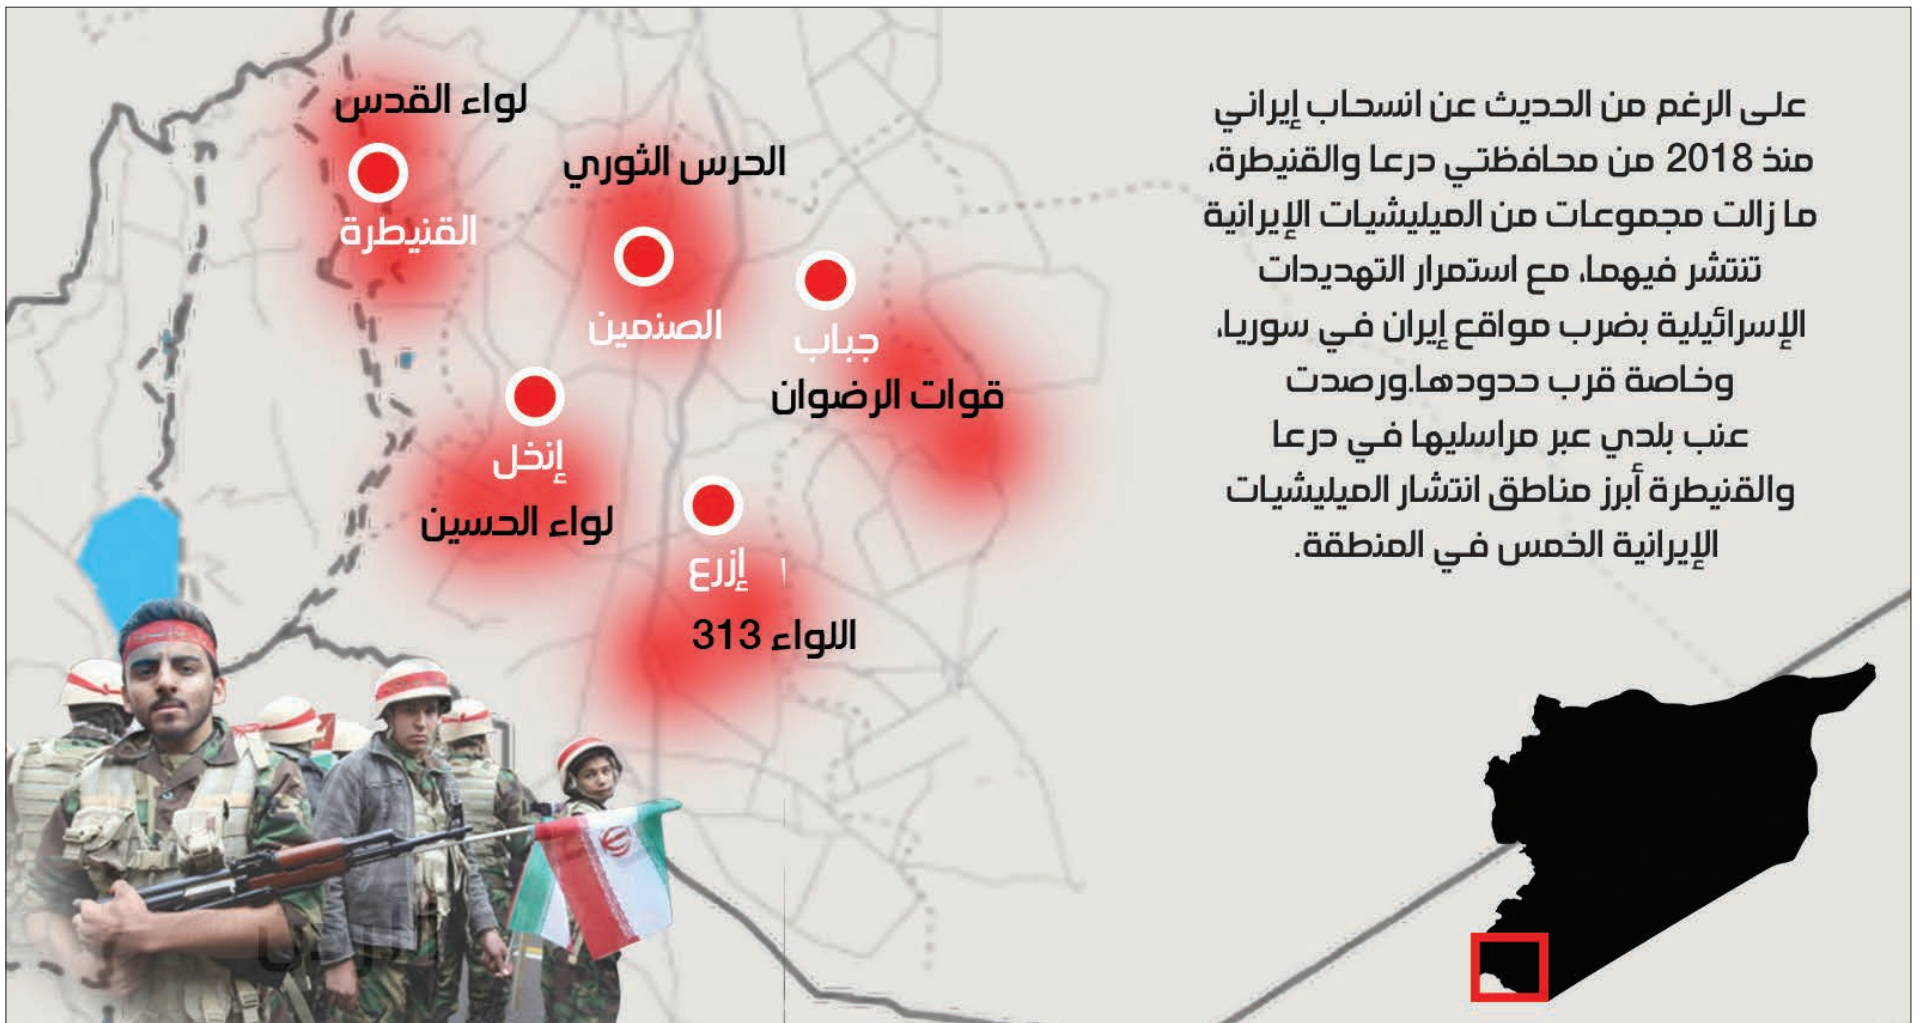 على الرغم من الحديث عن انسحاب إيراني
منذ 2018 من محافظتي درعا والقنيطرة،
ما زالت مجموعات من الميليشيات الإيرانية
تنتشر فيهما، مع استمرار التهديدات
الإسرائيلية بضرب مواقع إيران في سوريا،
وخاصة قرب حدودها.ورصدت
عنب بلدي عبر مراسليها في درعا
والقنيطرة أبرز مناطق انتشار الميليشيات
الإيرانية الخمس في المنطقة.
لواء القدس
القنيطرة
الحرس الثوري
الصنمين
جباب
قوات الرضوان
إنخل
لواء الحسين
إزرع
اللواء 313